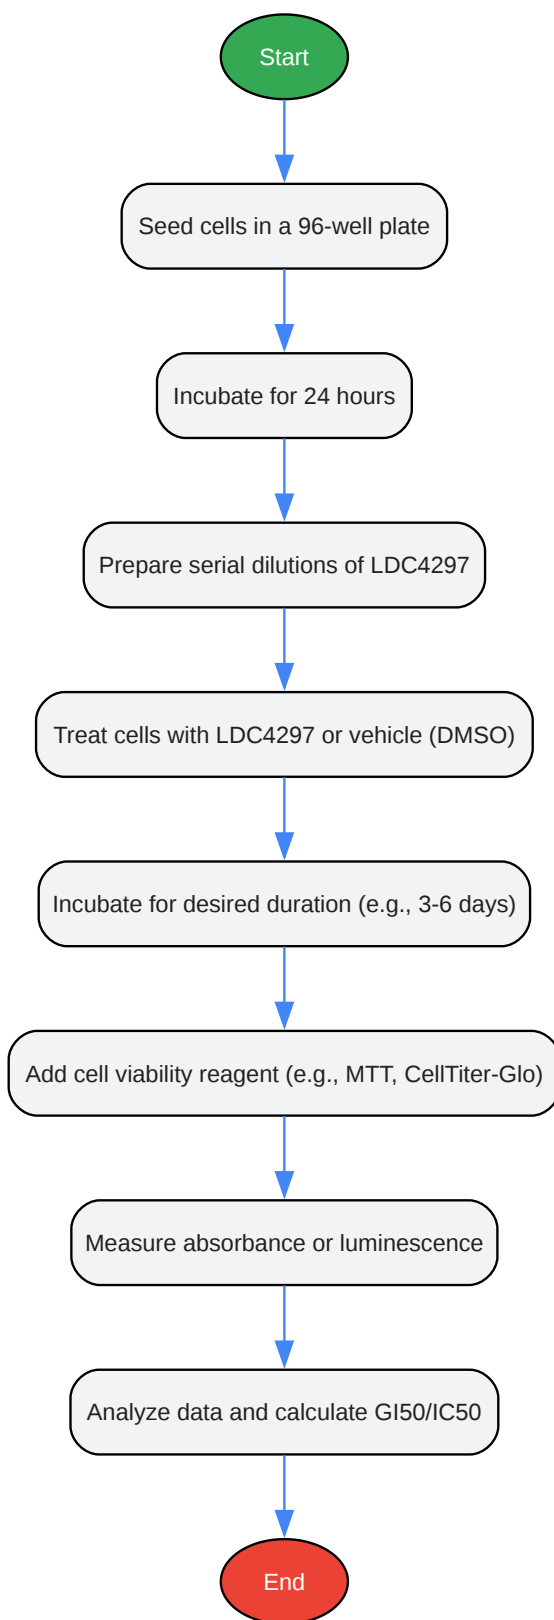 Start
Seed cells in a 96-well plate
Incubate for 24 hours
Prepare serial dilutions of LDC4297
Treat cells with LDC4297 or vehicle (DMSO)
Incubate for desired duration (e.g., 3-6 days)
Add cell viability reagent (e.g., MTT, CellTiter-Glo)
Measure absorbance or luminescence
Analyze data and calculate GI50/IC50
End